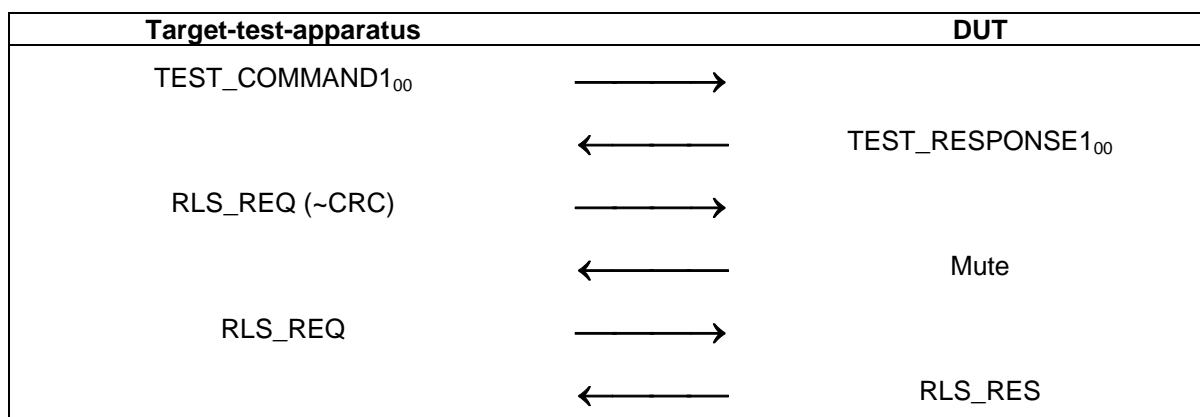 Target-test-apparatus DUT
TEST_COMMAND1₀₀
TEST_RESPONSE1₀₀
RLS_REQ (~CRC)
Mute
RLS_REQ
RLS_RES